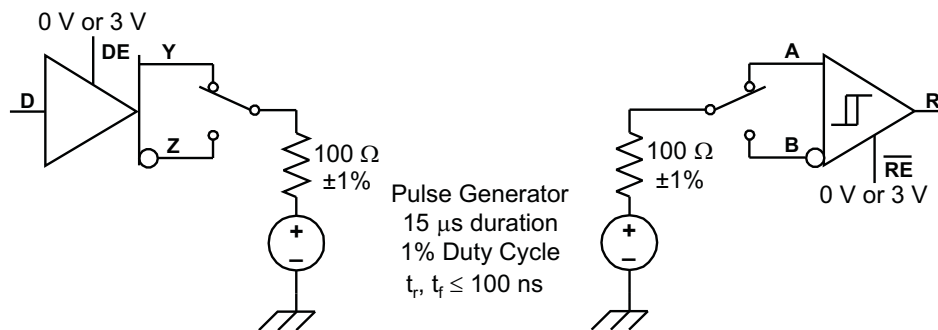 0 V or 3 V
DE
Y
D
Z
100 Ω
±1%
+
–
Pulse Generator
15 μs duration
1% Duty Cycle
tr, tf ≤ 100 ns
A
B
R
100 Ω
±1%
+
–
RE
0 V or 3 V